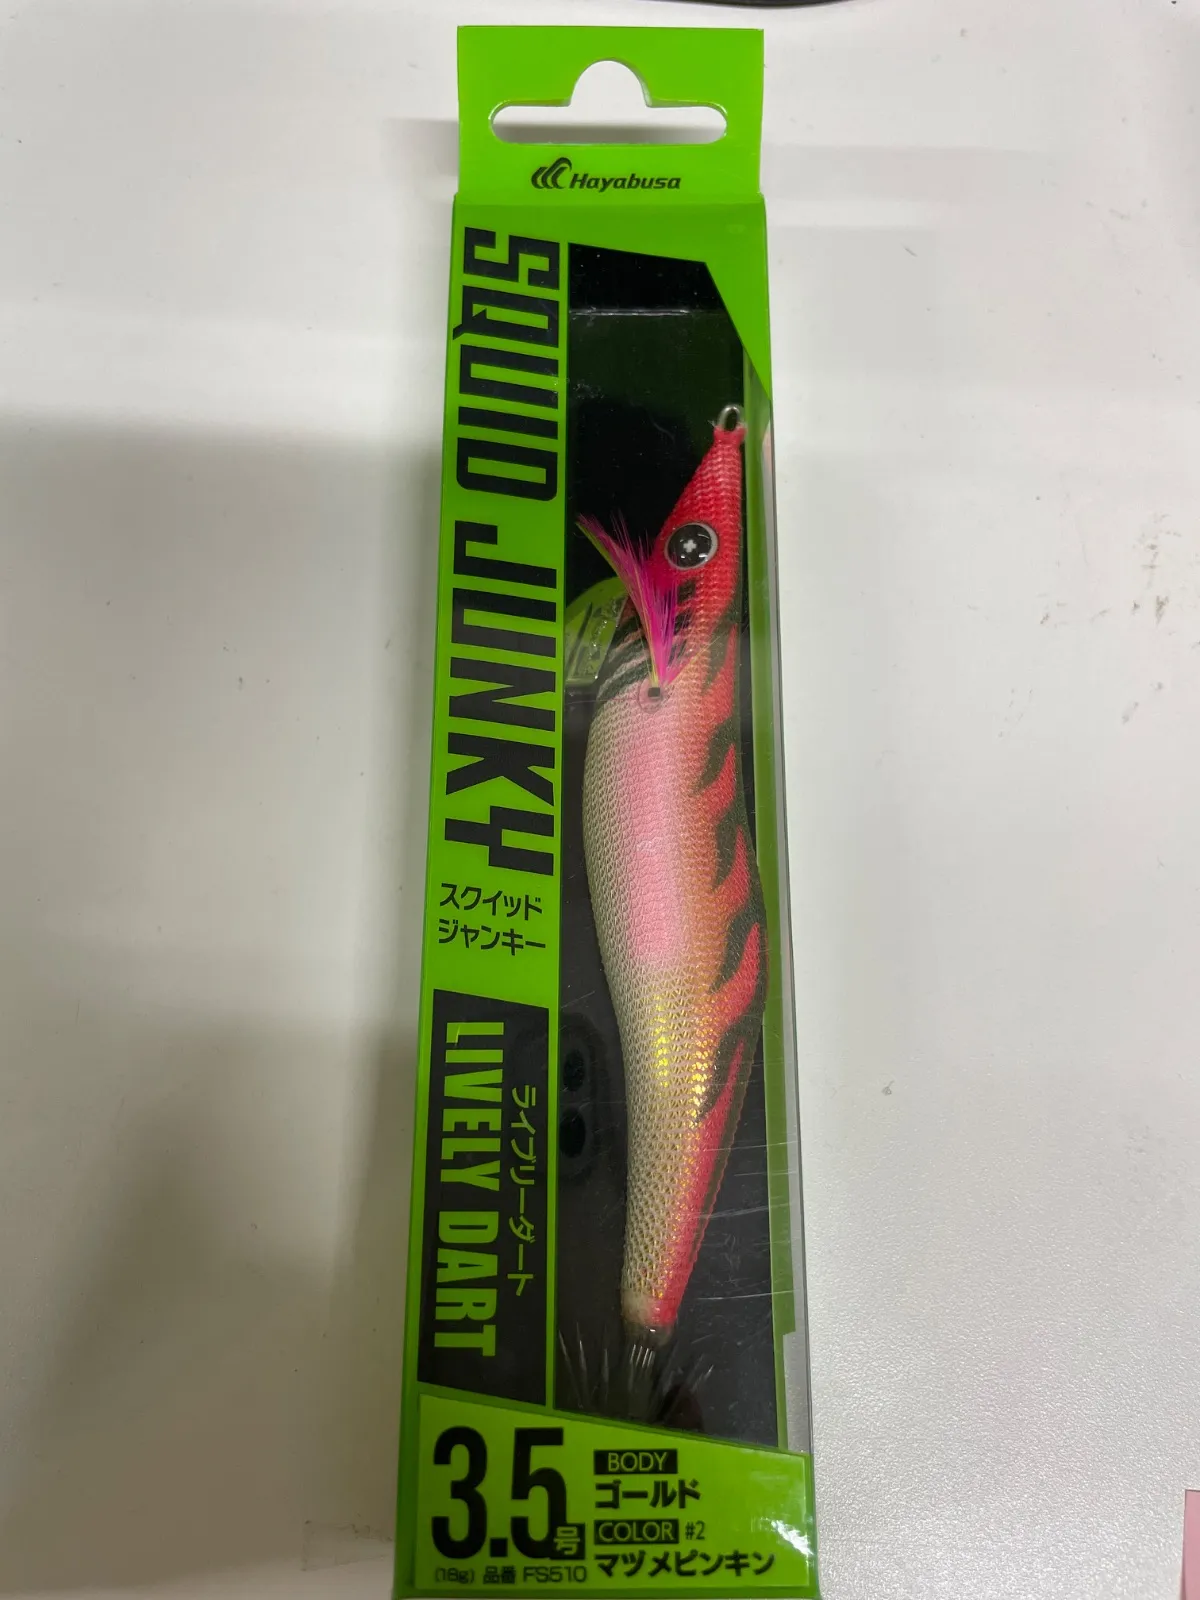 Hayabusa
SQUID JUNKY
スクイッド
ジャンキー
ライブリーダート
LIVELY DART
3.5号
(18g) 品番 FS510
BODY
ゴールド
COLOR #2
マヅメピンキン